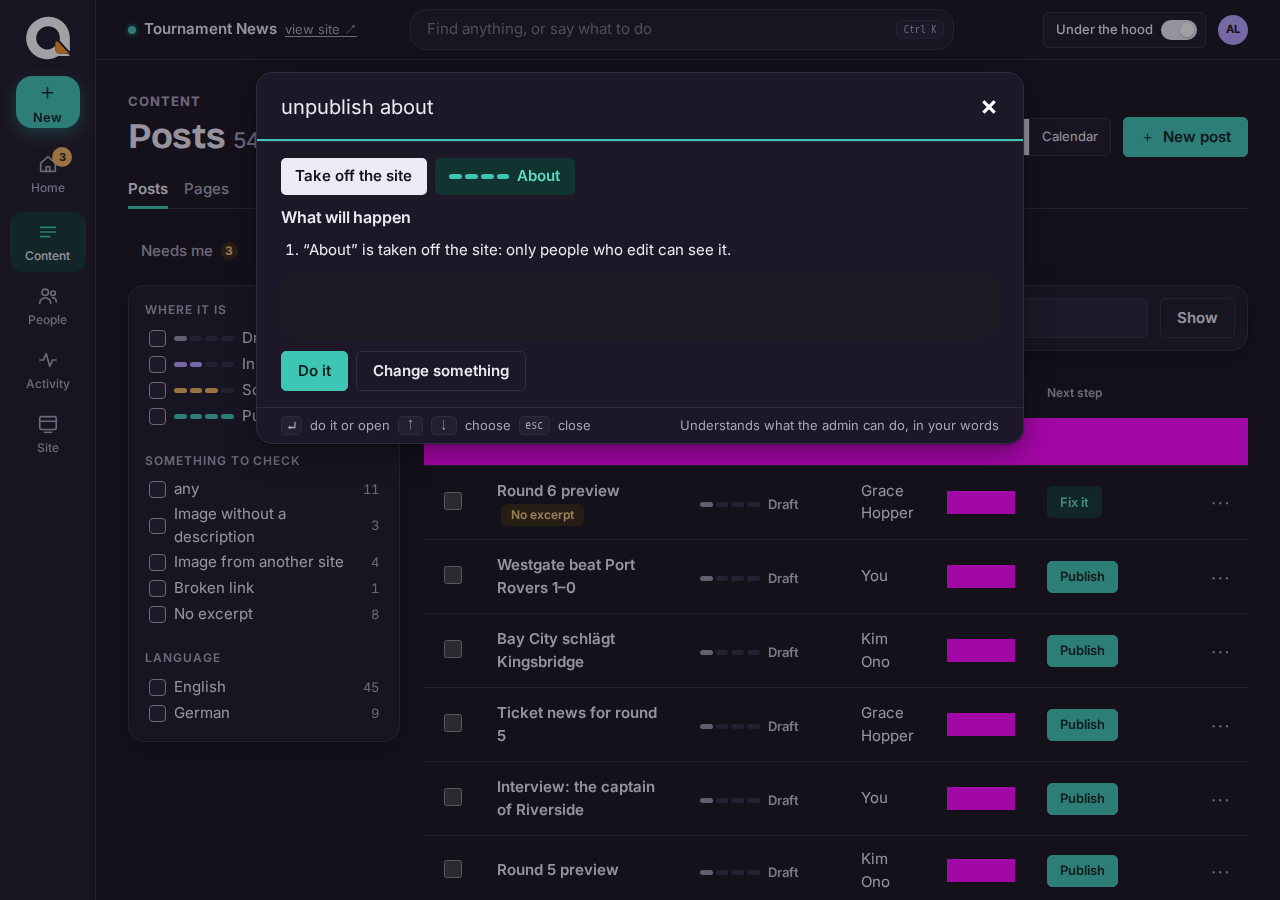 Tournament News view site ↗
Find anything, or say what to do
Ctrl K
Under the hood
AL
+
New
3
Home
Content
People
Activity
Site
CONTENT
Posts 54
Calendar
+ New post
Posts Pages
Needs me 3
unpublish about
×
Take off the site
About
What will happen
1. “About” is taken off the site: only people who edit can see it.
Do it
Change something
↵ do it or open ↑ ↓ choose esc close
Understands what the admin can do, in your words
WHERE IT IS
Show
SOMETHING TO CHECK
any 11
Image without a
description 3
Image from another site 4
Broken link 1
No excerpt 8
LANGUAGE
English 45
German 9
Next step
Round 6 preview
No excerpt
Draft
Grace
Hopper
Fix it
...
Westgate beat Port
Rovers 1–0
Draft
You
Publish
...
Bay City schlägt
Kingsbridge
Draft
Kim
Ono
Publish
...
Ticket news for round
5
Draft
Grace
Hopper
Publish
...
Interview: the captain
of Riverside
Draft
You
Publish
...
Round 5 preview
Draft
Kim
Ono
Publish
...